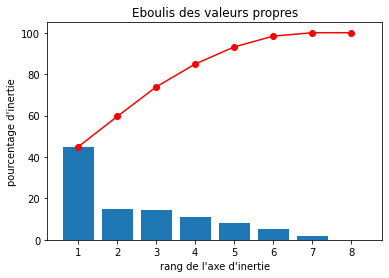 Eboulis des valeurs propres
100
80
60
40
20
0
pourcentage d'inertie
1 2 3 4 5 6 7 8
rang de l'axe d'inertie